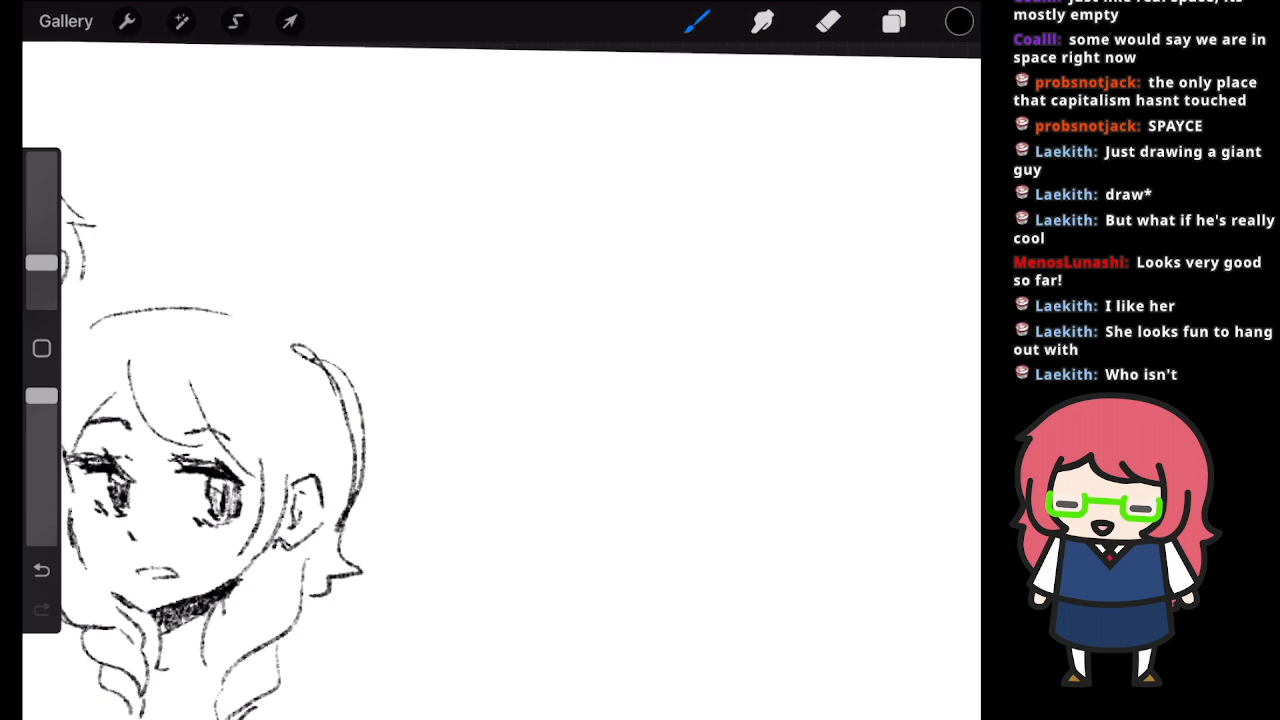 Gallery
mostly empty
Coalll: some would say we are in
space right now
probsnotjack: the only place
that capitalism hasnt touched
probsnotjack: SPAYCE
Laekith: Just drawing a giant
guy
Laekith: draw*
Laekith: But what if he's really
cool
MenosLunashi: Looks very good
so far!
Laekith: I like her
Laekith: She looks fun to hang
out with
Laekith: Who isn't